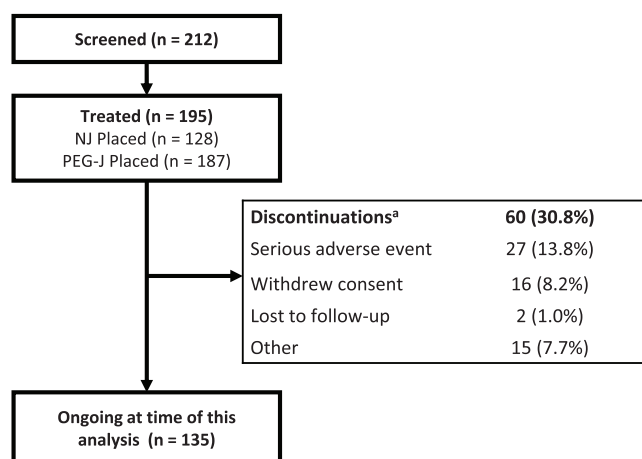 Screened (n = 212)
Treated (n = 195)
NJ Placed (n = 128)
PEG-J Placed (n = 187)
Discontinuationsᵃ 60 (30.8%)
Serious adverse event 27 (13.8%)
Withdrew consent 16 (8.2%)
Lost to follow-up 2 (1.0%)
Other 15 (7.7%)
Ongoing at time of this
analysis (n = 135)